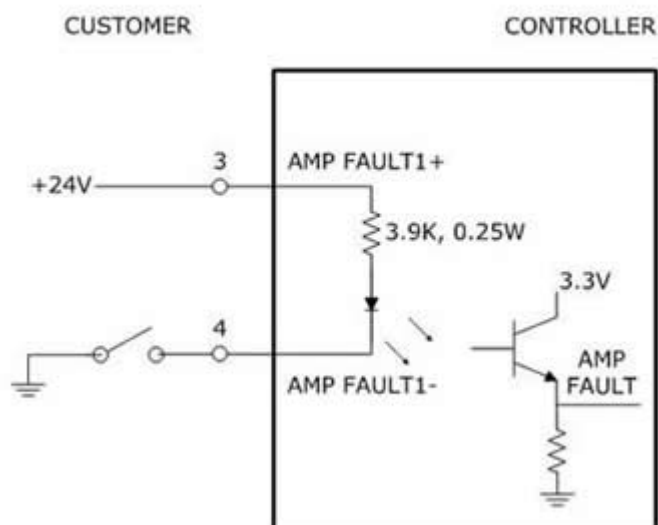 CUSTOMER
CONTROLLER
3
AMP FAULT1+
+24V
3.9K, 0.25W
3.3V
4
AMP
FAULT
AMP FAULT1-